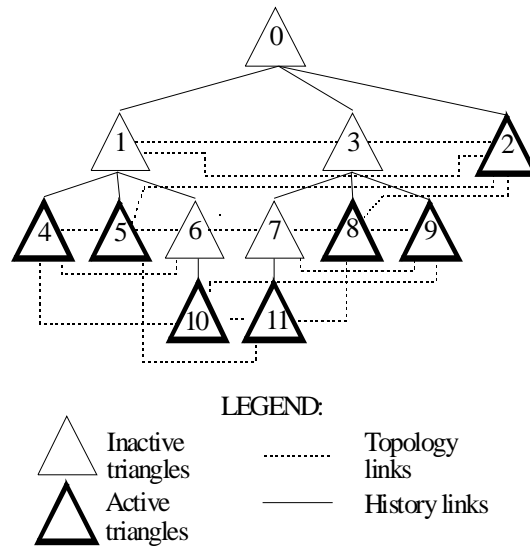 0
1 3 2
4 5 6 7 8 9
10 11
LEGEND:
Inactive
triangles
Topology
links
Active
triangles
History links